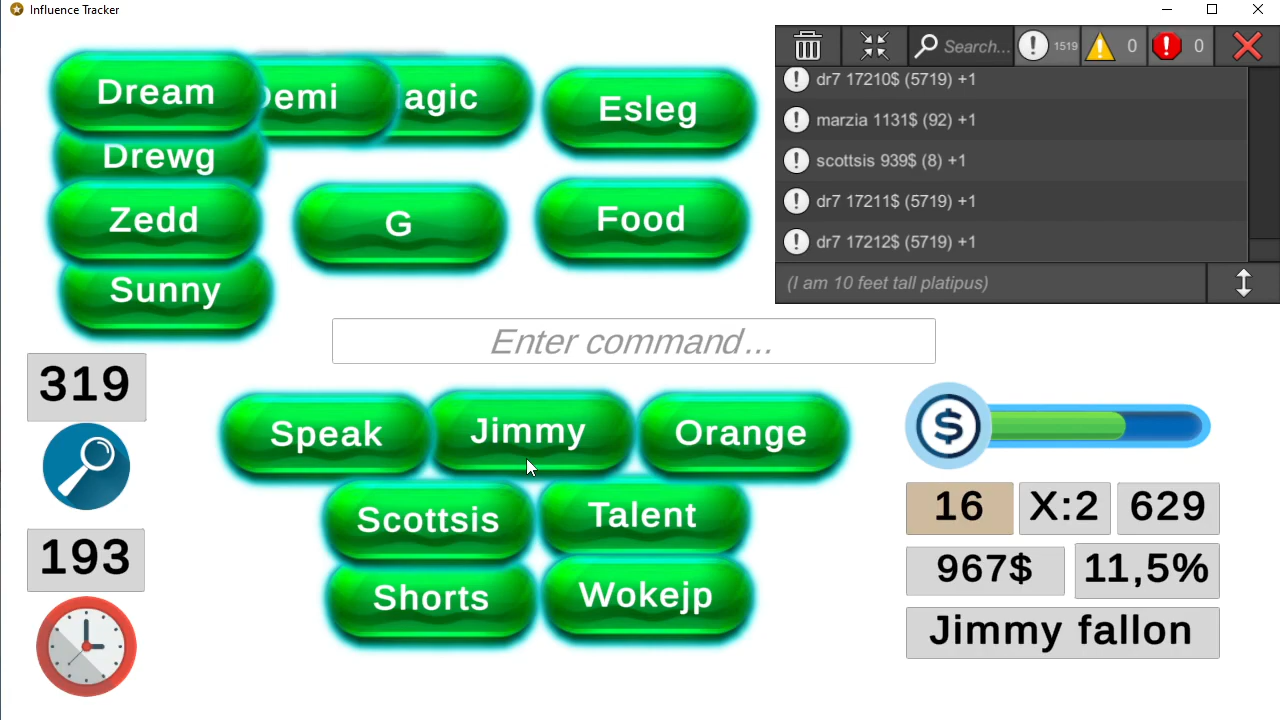 Influence Tracker
Dream
emi
agic
Esleg
Drewg
Zedd
G
Food
Sunny
Search...
1519
0
0
dr7 17210$ (5719) +1
marzia 1131$ (92) +1
scottsis 939$ (8) +1
dr7 17211$ (5719) +1
dr7 17212$ (5719) +1
(I am 10 feet tall platipus)
Enter command...
319
193
Speak
Jimmy
Orange
Scottsis
Talent
Shorts
Wokejp
$
16
X:2
629
967$
11,5%
Jimmy fallon